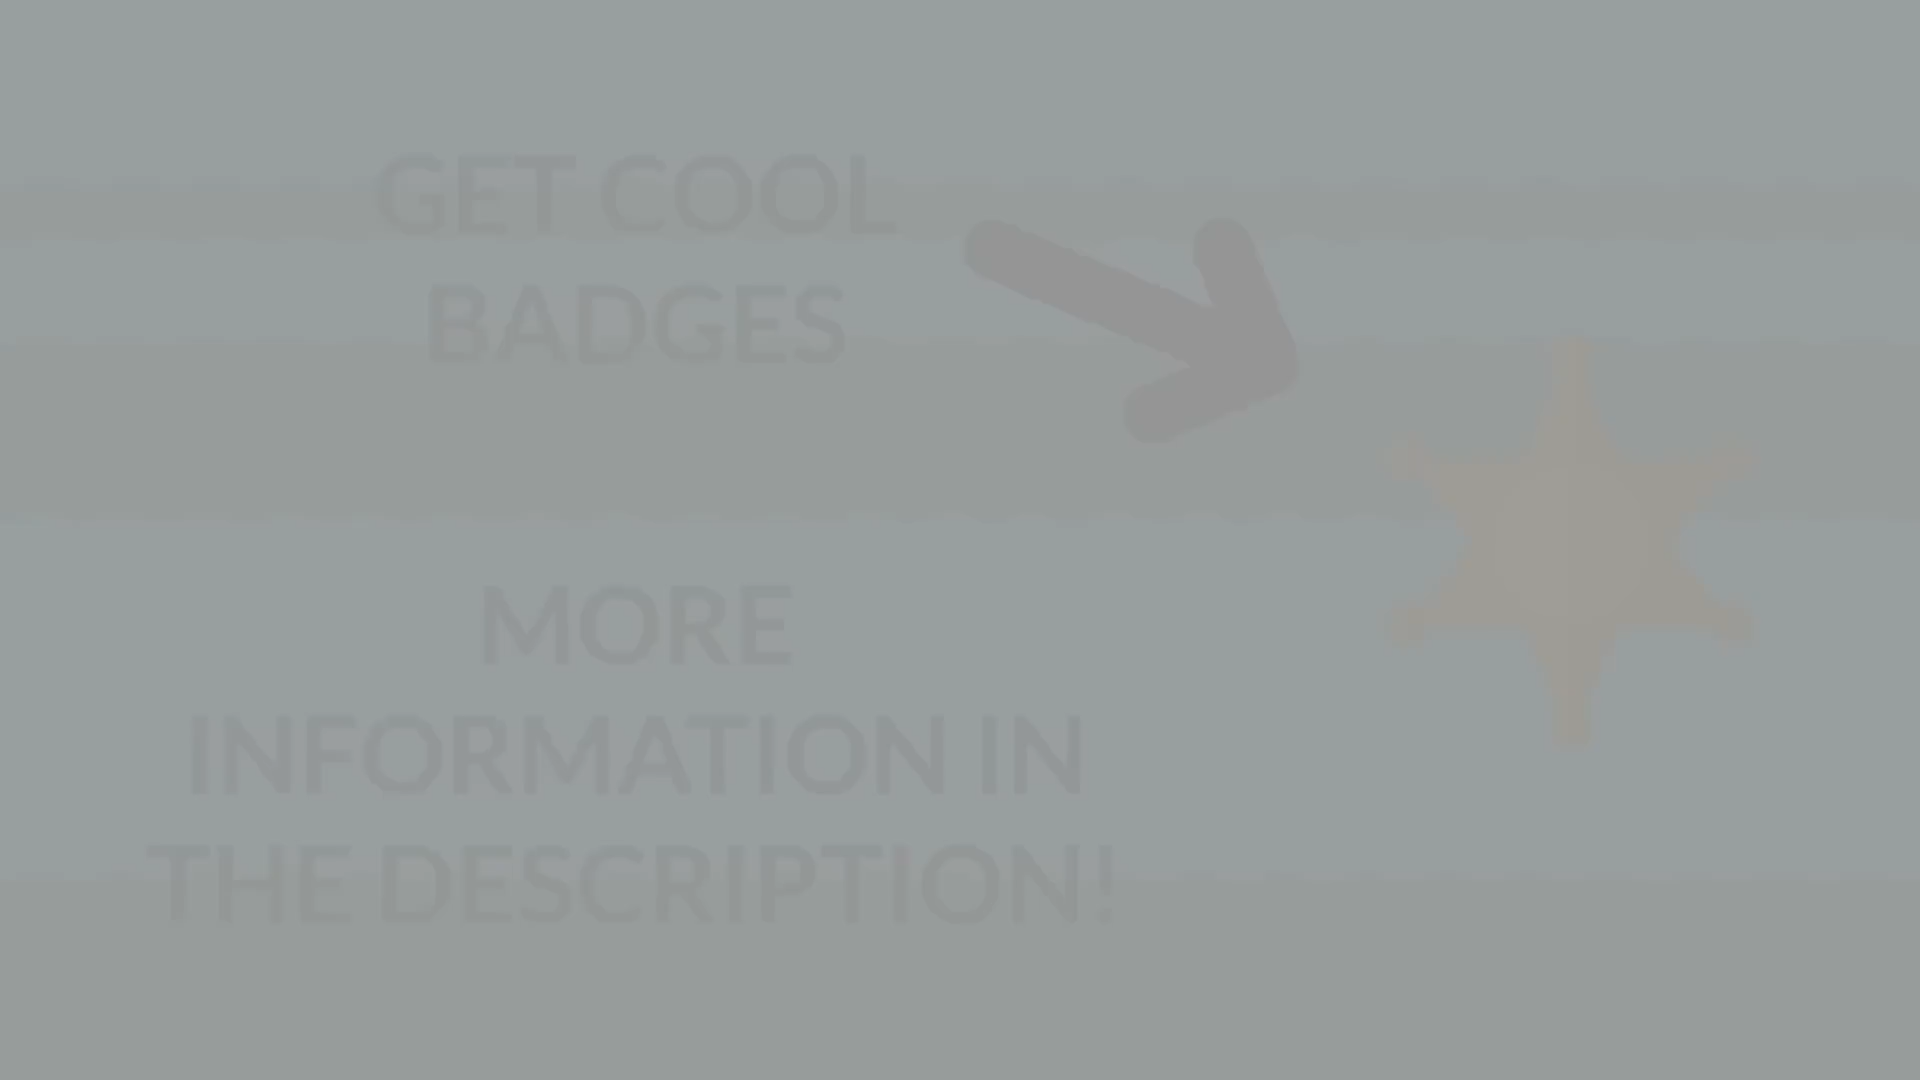 GET COOL
BADGES
MORE
INFORMATION IN
THE DESCRIPTION!